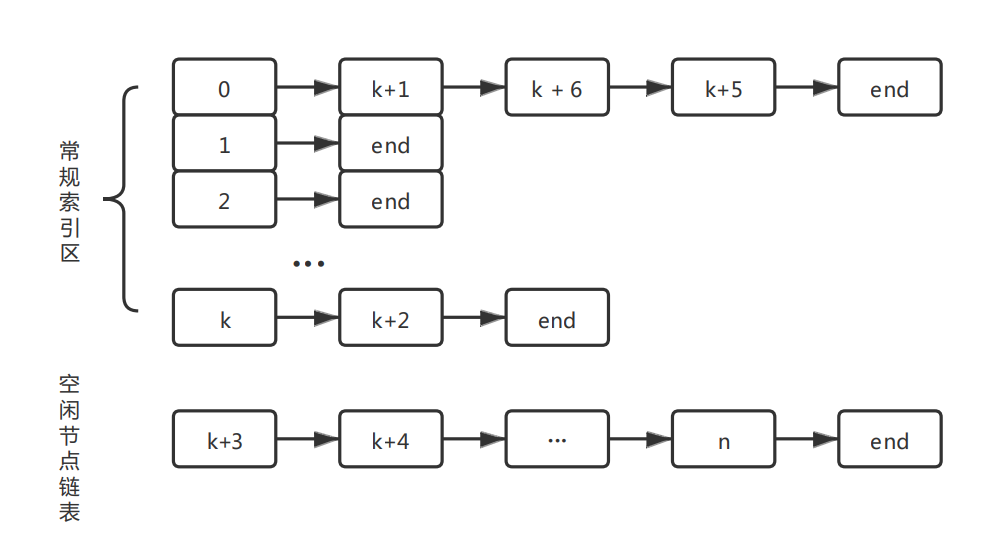 常规索引区
0 k+1 k + 6 k+5 end
1 end
2 end
...
k k+2 end
空闲节点链表
k+3 k+4 ... n end